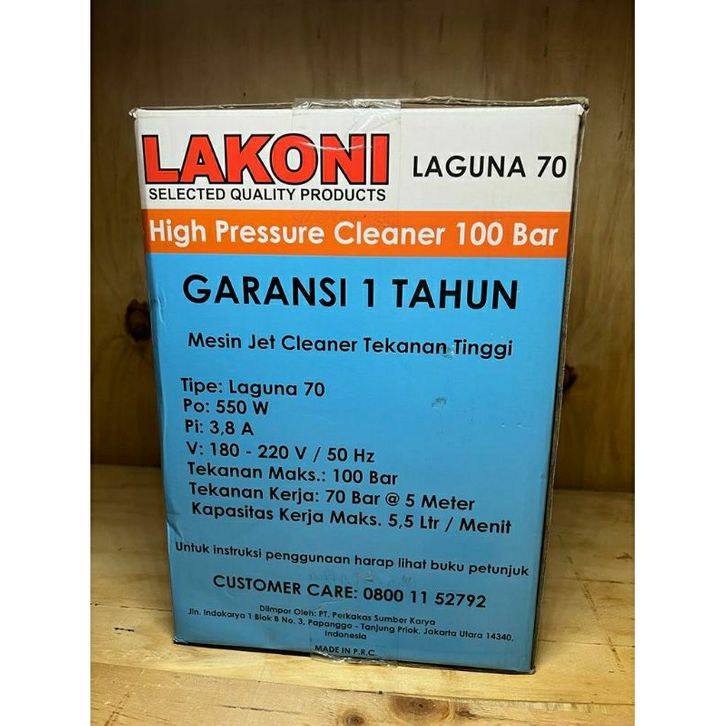 LAKONI
SELECTED QUALITY PRODUCTS
LAGUNA 70
High Pressure Cleaner 100 Bar
GARANSI 1 TAHUN
Mesin Jet Cleaner Tekanan Tinggi
Tipe: Laguna 70
Po: 550 W
Pi: 3,8 A
V: 180 - 220 V / 50 Hz
Tekanan Maks.: 100 Bar
Tekanan Kerja: 70 Bar @ 5 Meter
Kapasitas Kerja Maks. 5,5 Ltr / Menit
Untuk instruksi penggunaan harap lihat buku petunjuk
CUSTOMER CARE: 0800 11 52792
Diimpor Oleh: PT. Perkakas Sumber Karya
Jln. Indokarya 1 Blok B No. 3, Papanggo - Tanjung Priok, Jakarta Utara 14340,
Indonesia
MADE IN P.R.C.